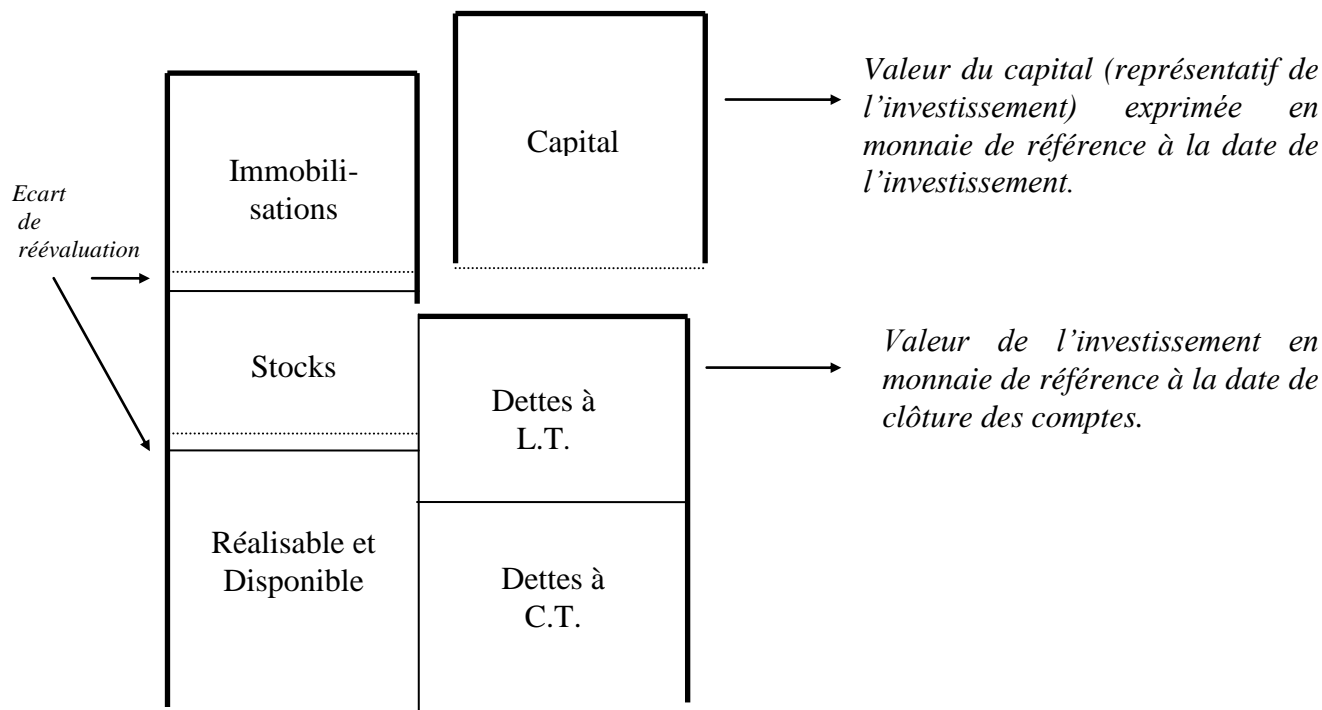 Ecart
de
réévaluation
Immobili-
sations
Stocks
Réalisable et
Disponible
Capital
Dettes à
L.T.
Dettes à
C.T.
Valeur du capital (représentatif de
l’investissement) exprimée en
monnaie de référence à la date de
l’investissement.
Valeur de l’investissement en
monnaie de référence à la date de
clôture des comptes.